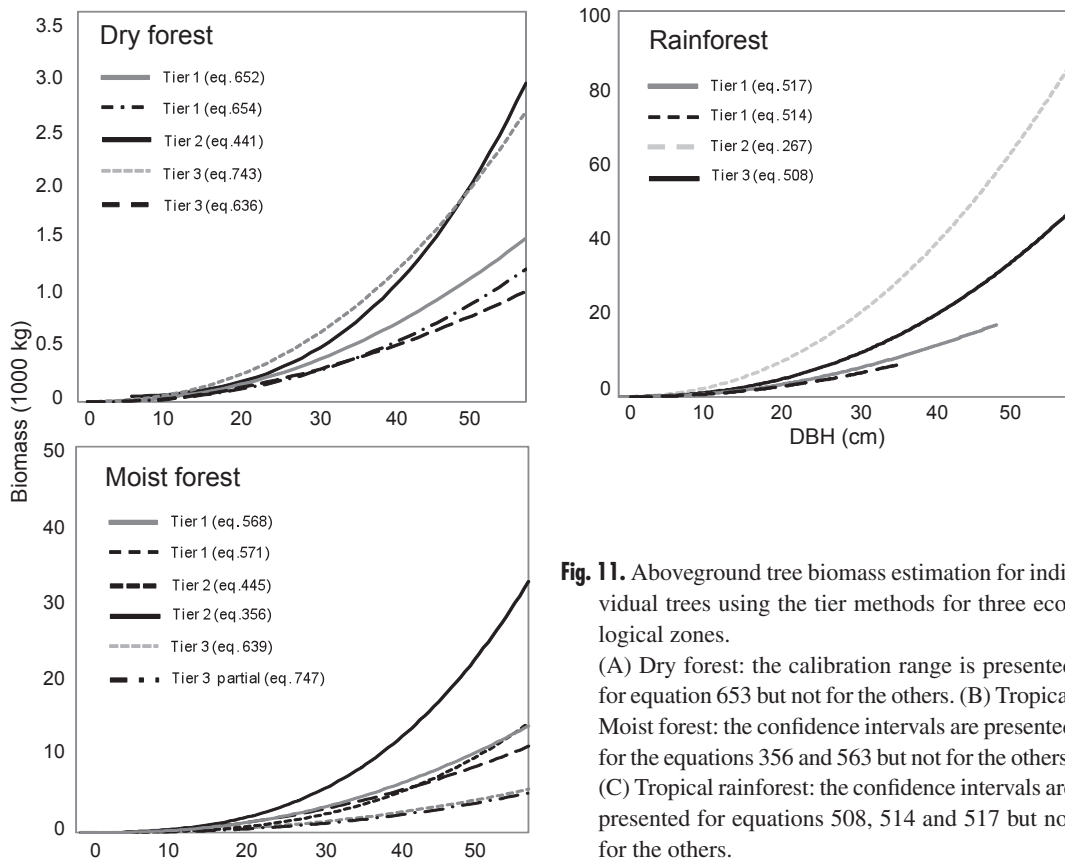 3.5
3.0
2.5
2.0
1.5
1.0
0.5
0
Dry forest
Tier 1 (eq.652)
Tier 1 (eq.654)
Tier 2 (eq.441)
Tier 3 (eq.743)
Tier 3 (eq.636)
0 10 20 30 40 50
100
80
60
40
20
0
Rainforest
Tier 1 (eq.517)
Tier 1 (eq.514)
Tier 2 (eq.267)
Tier 3 (eq.508)
0 10 20 30 40 50
DBH (cm)
Biomass (1000 kg)
50
40
30
20
10
0
Moist forest
Tier 1 (eq.568)
Tier 1 (eq.571)
Tier 2 (eq.445)
Tier 2 (eq.356)
Tier 3 (eq.639)
Tier 3 partial (eq.747)
0 10 20 30 40 50
Fig. 11. Aboveground tree biomass estimation for indi
vidual trees using the tier methods for three eco
logical zones.
(A) Dry forest: the calibration range is presented
for equation 653 but not for the others. (B) Tropica
Moist forest: the confidence intervals are presented
for the equations 356 and 563 but not for the others
(C) Tropical rainforest: the confidence intervals are
presented for equations 508, 514 and 517 but no
for the others.